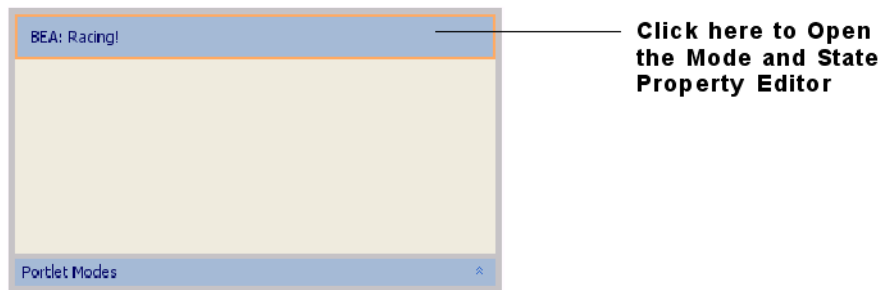 BEA: Racing!
Click here to Open
the Mode and State
Property Editor
Portlet Modes